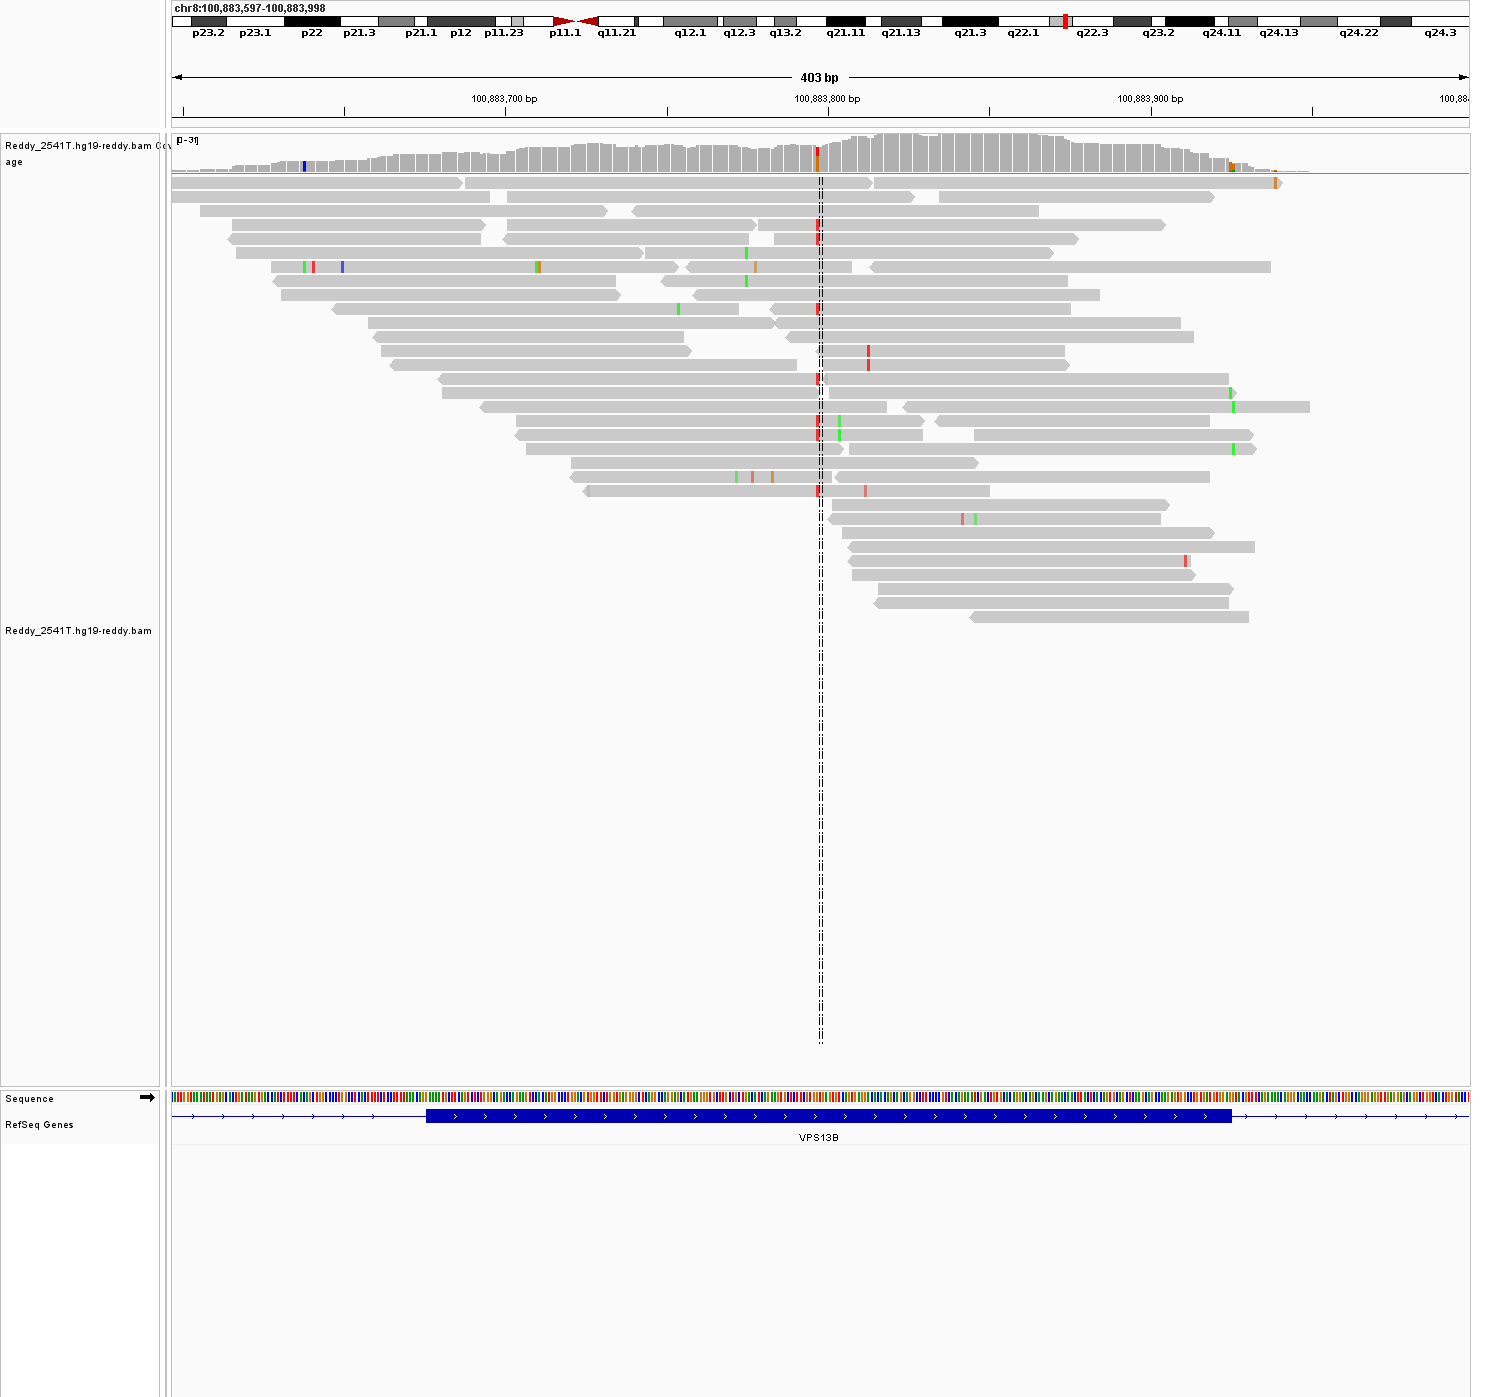 chr8:100,883,597-100,883,998
p23.2 p23.1 p22 p21.3 p21.1 p12 p11.23 p11.1 q11.21 q12.1 q12.3 q13.2 q21.11 q21.13 q21.3 q22.1 q22.3 q23.2 q24.11 q24.13 q24.22 q24.3
403 bp
100,883,700 bp 100,883,800 bp 100,883,900 bp 100,884
Reddy_2541T.hg19-reddy.bam Cov
age
[0-31]
Reddy_2541T.hg19-reddy.bam
Sequence
RefSeq Genes
VPS13B